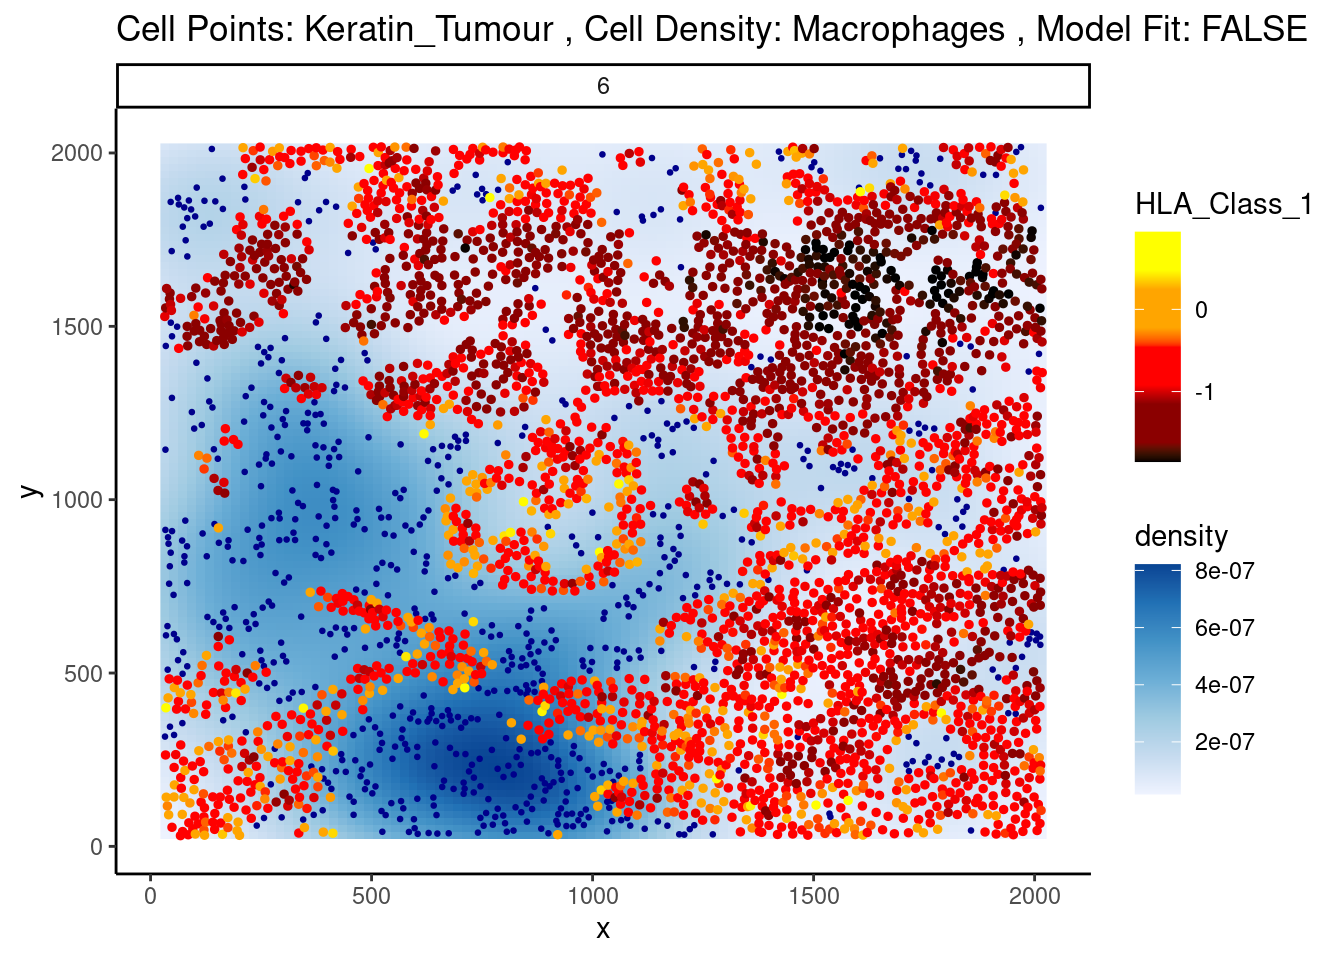 Cell Points: Keratin_Tumour , Cell Density: Macrophages , Model Fit: FALSE
6
2000
1500
1000
500
0
y
0 500 1000 1500 2000
x
HLA_Class_1
0
-1
density
8e-07
6e-07
4e-07
2e-07